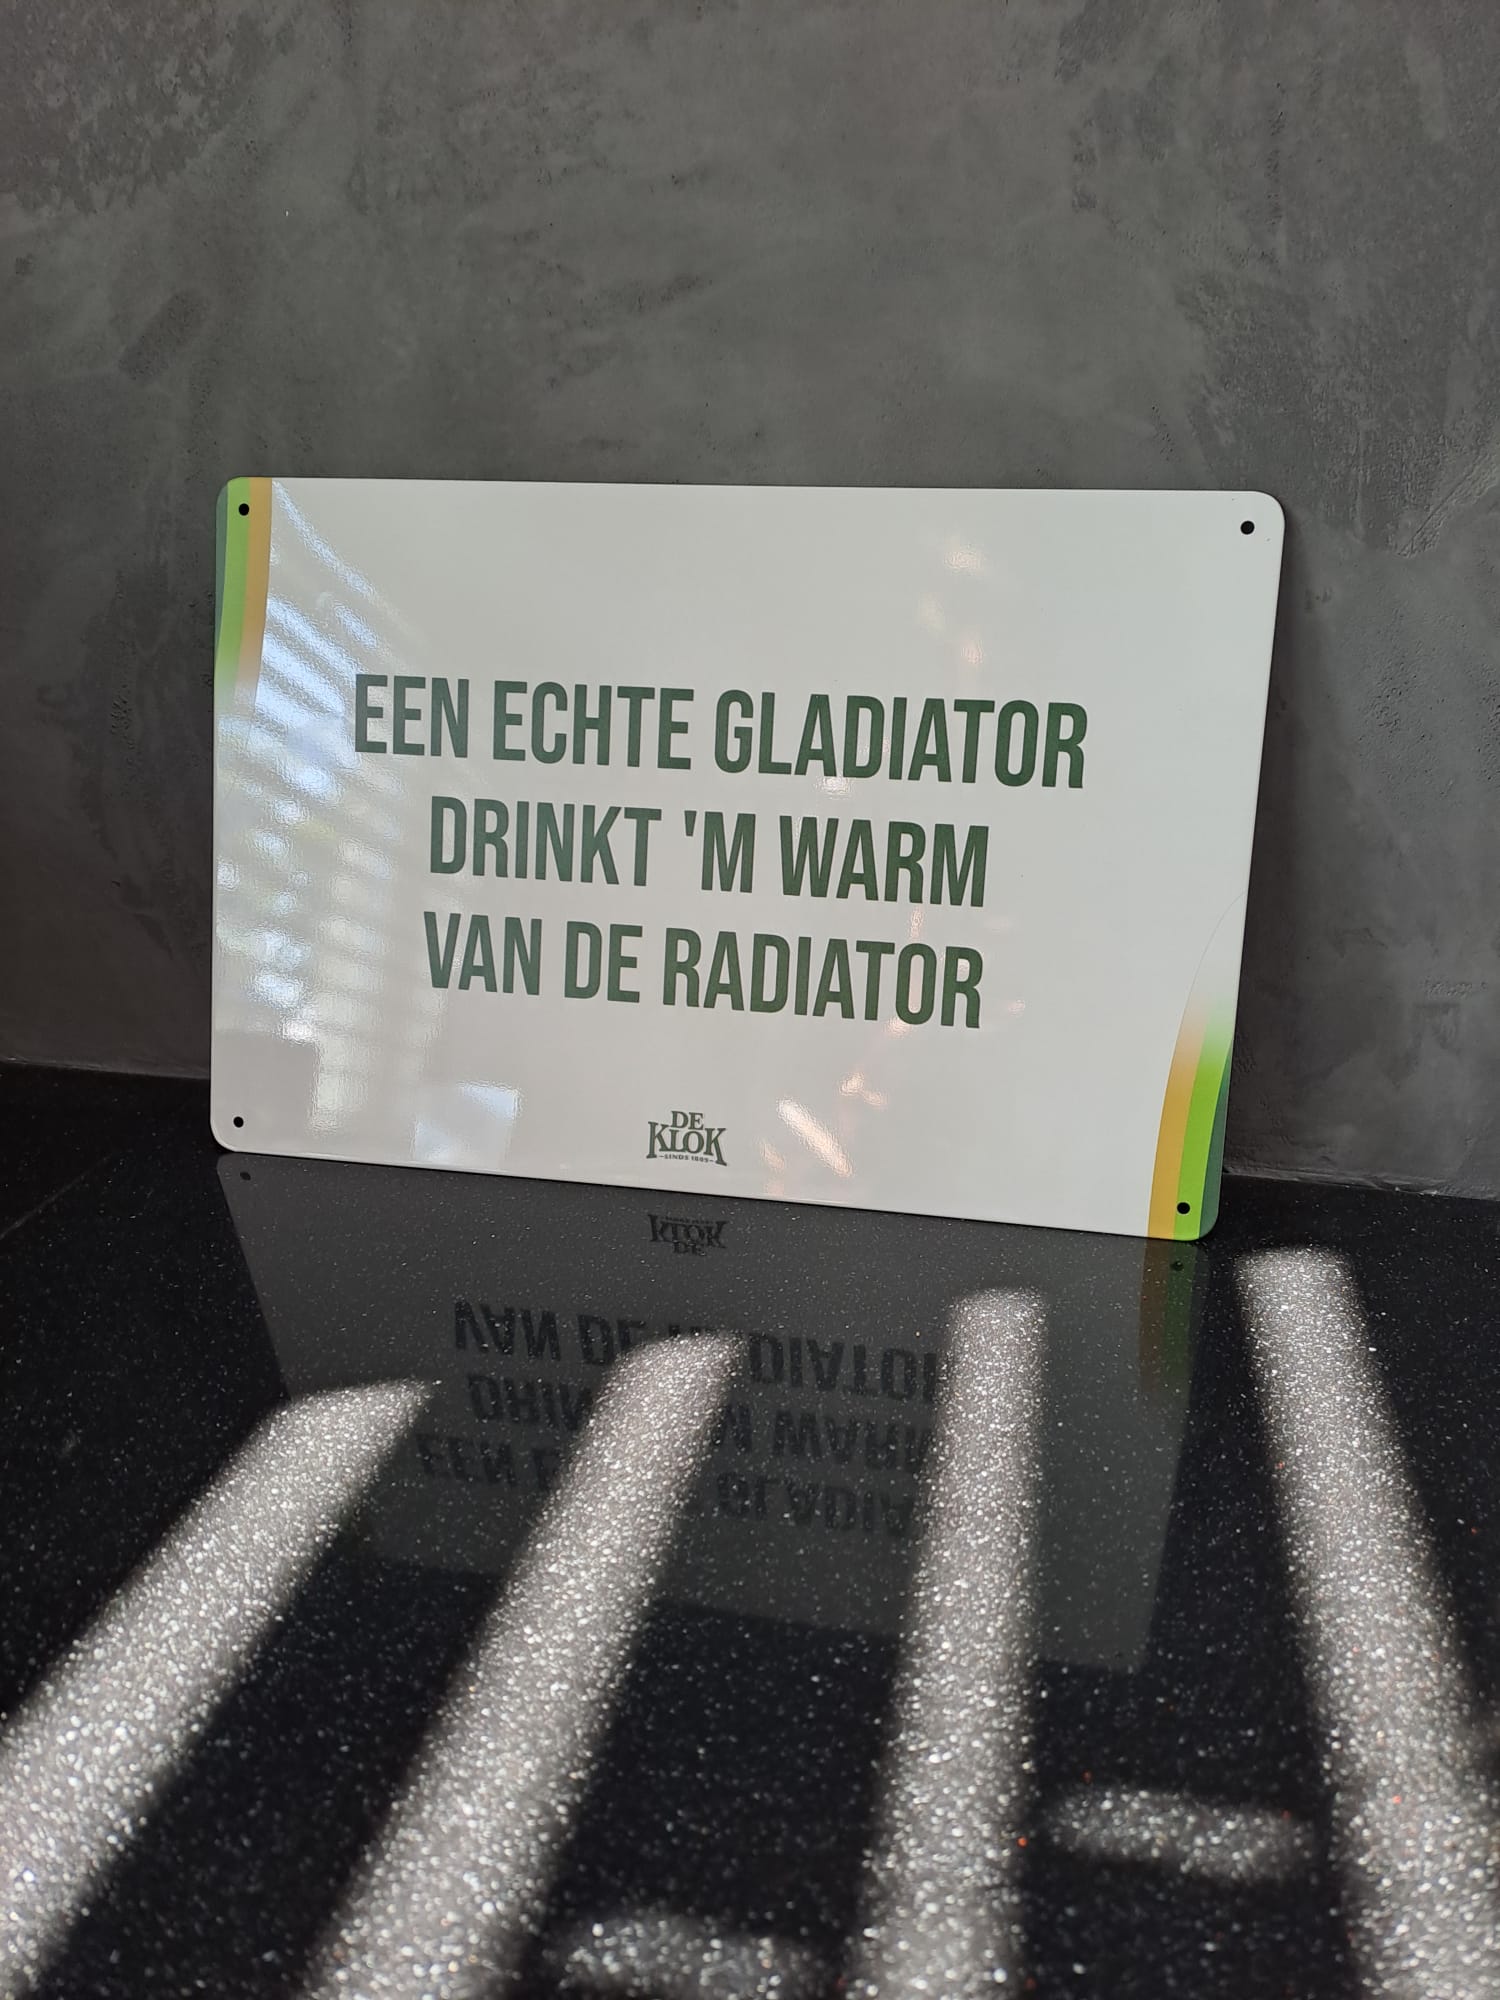 EEN ECHTE GLADIATOR
DRINKT 'M WARM
VAN DE RADIATOR
DE
KLOK